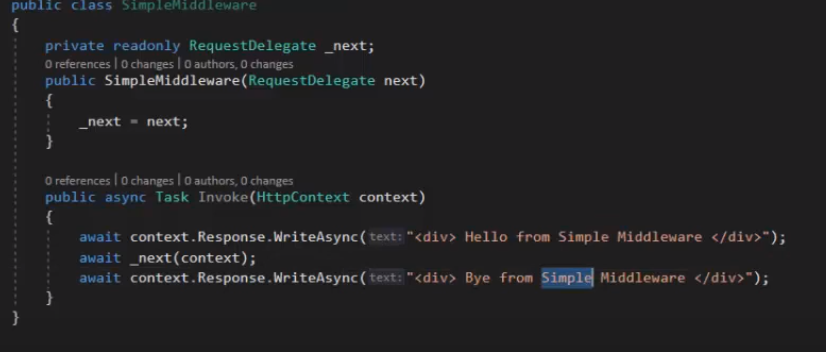 public class SimpleMiddleware
{
private readonly RequestDelegate _next;
0 references | 0 changes | 0 authors, 0 changes
public SimpleMiddleware(RequestDelegate next)
{
_next = next;
}
0 references | 0 changes | 0 authors, 0 changes
public async Task Invoke(HttpContext context)
{
await context.Response.WriteAsync(text:"<div> Hello from Simple Middleware </div>");
await _next(context);
await context.Response.WriteAsync(text:"<div> Bye from Simple Middleware </div>");
}
}